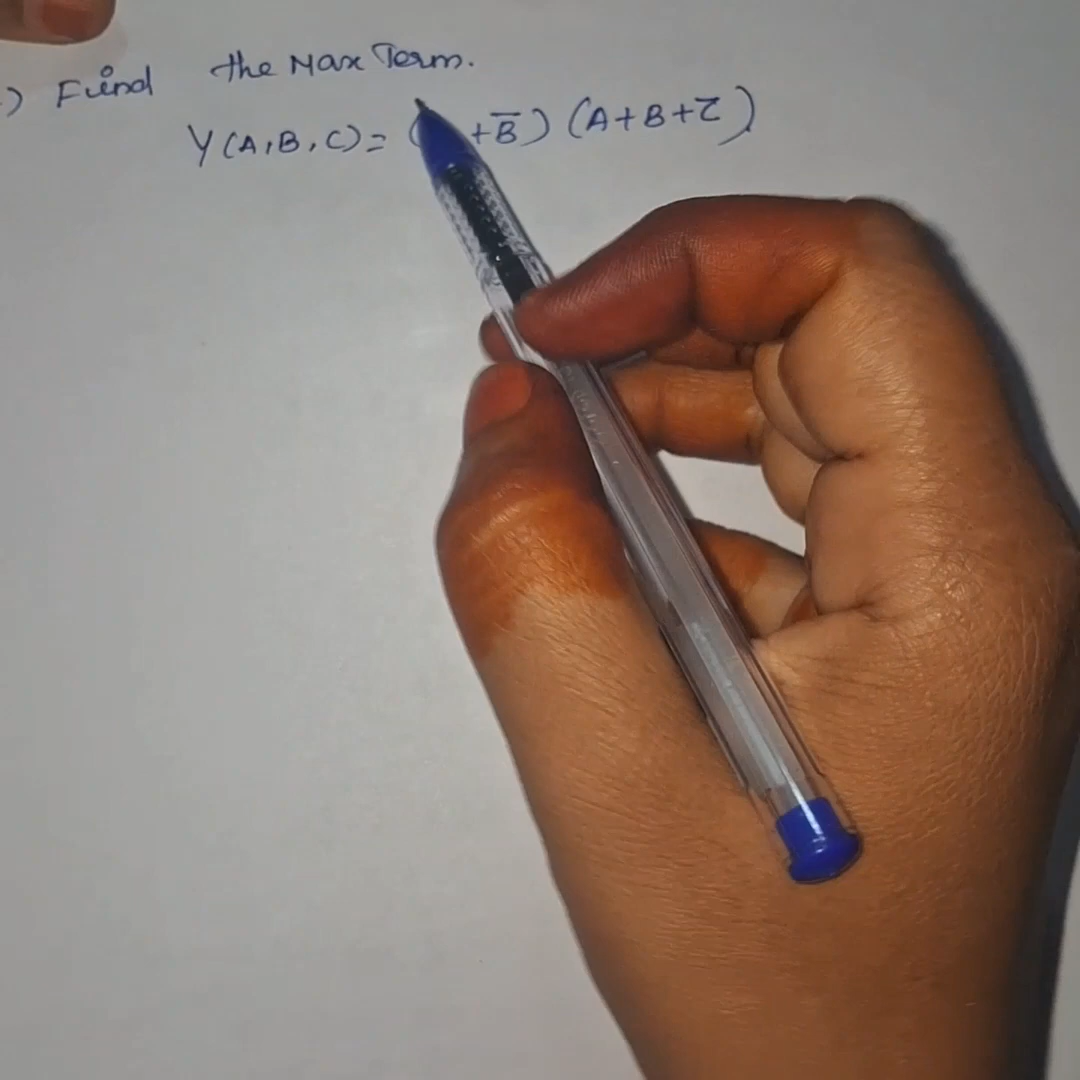 ) Find the Max Term.
Y(A,B,C)= ( +B̅) (A+B+C̅)